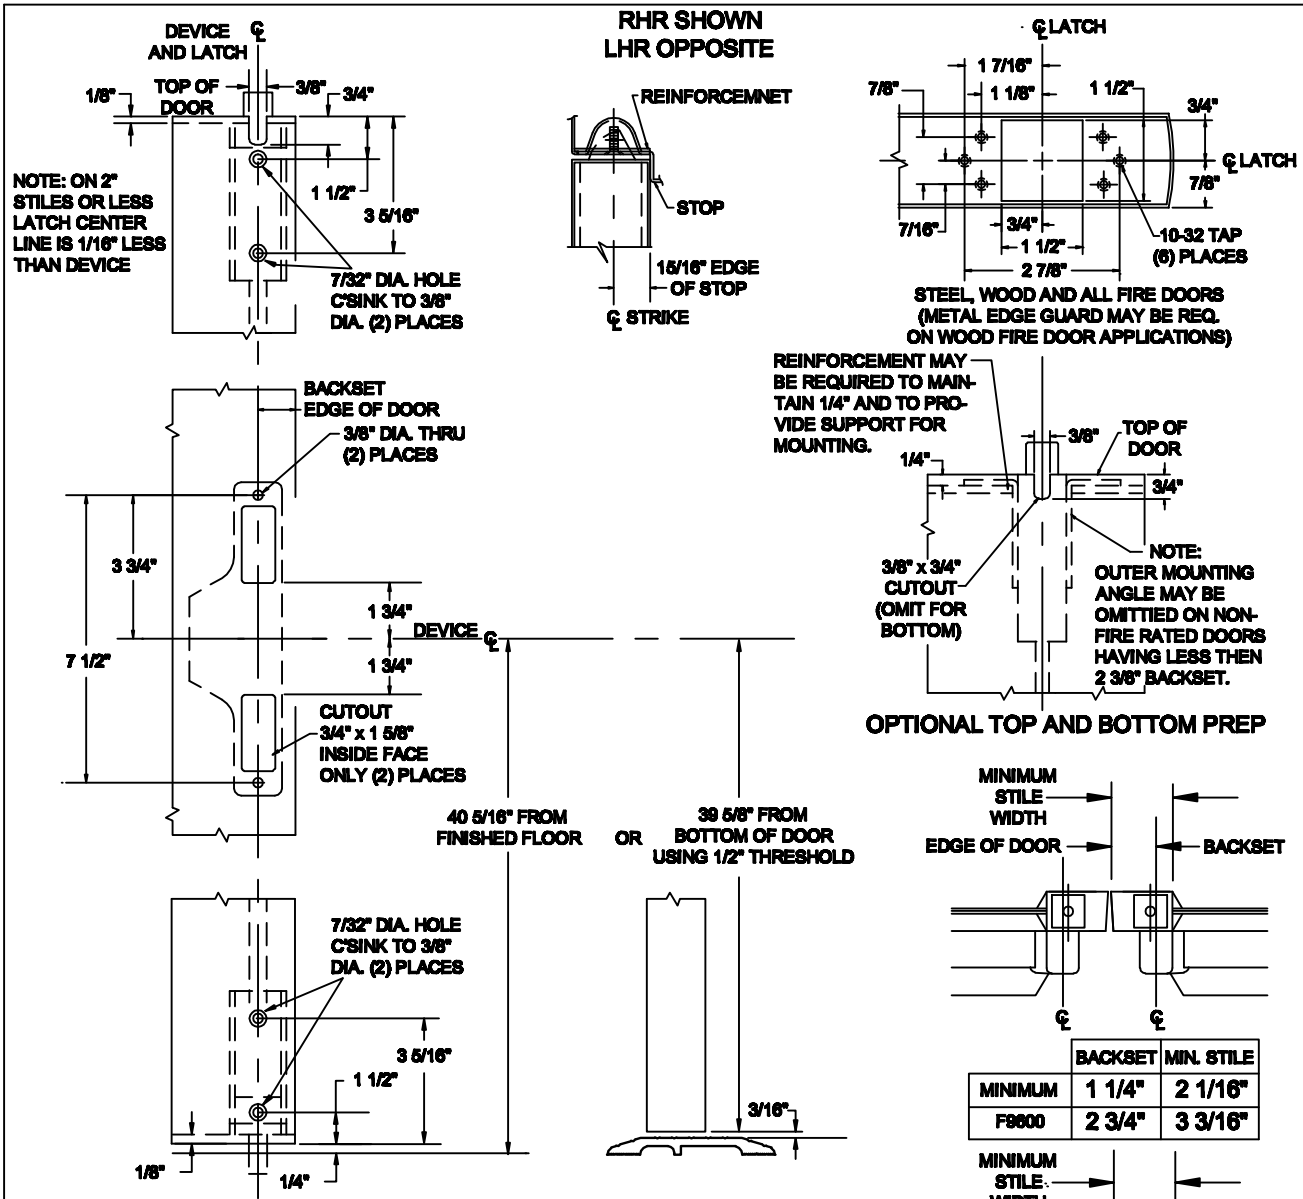 RHR SHOWN
LHR OPPOSITE
DEVICE ℄
AND LATCH
TOP OF
DOOR
1/8"
3/8"
3/4"
1 1/2"
3 5/16"
NOTE: ON 2"
STILES OR LESS
LATCH CENTER
LINE IS 1/16" LESS
THAN DEVICE
7/32" DIA. HOLE
C'SINK TO 3/8"
DIA. (2) PLACES
REINFORCEMNET
STOP
15/16" EDGE
OF STOP
℄ STRIKE
℄ LATCH
1 7/16"
7/8"
1 1/8"
1 1/2"
3/4"
℄ LATCH
7/8"
7/16"
3/4"
1 1/2"
2 7/8"
10-32 TAP
(6) PLACES
STEEL, WOOD AND ALL FIRE DOORS
(METAL EDGE GUARD MAY BE REQ.
ON WOOD FIRE DOOR APPLICATIONS)
BACKSET
EDGE OF DOOR
3/8" DIA. THRU
(2) PLACES
3 3/4"
7 1/2"
1 3/4"
DEVICE ℄
1 3/4"
CUTOUT
3/4" x 1 5/8"
INSIDE FACE
ONLY (2) PLACES
REINFORCEMENT MAY
BE REQUIRED TO MAIN-
TAIN 1/4" AND TO PRO-
VIDE SUPPORT FOR
MOUNTING.
3/8"
TOP OF
DOOR
1/4"
3/4"
3/8" x 3/4"
CUTOUT
(OMIT FOR
BOTTOM)
NOTE:
OUTER MOUNTING
ANGLE MAY BE
OMITTIED ON NON-
FIRE RATED DOORS
HAVING LESS THEN
2 3/8" BACKSET.
OPTIONAL TOP AND BOTTOM PREP
40 5/16" FROM
FINISHED FLOOR
OR
39 5/8" FROM
BOTTOM OF DOOR
USING 1/2" THRESHOLD
7/32" DIA. HOLE
C'SINK TO 3/8"
DIA. (2) PLACES
3 5/16"
1 1/2"
1/8"
1/4"
3/16"
MINIMUM
STILE
WIDTH
EDGE OF DOOR
BACKSET
℄ ℄
BACKSET MIN. STILE
MINIMUM 1 1/4" 2 1/16"
F9600 2 3/4" 3 3/16"
MINIMUM
STILE
WIDTH